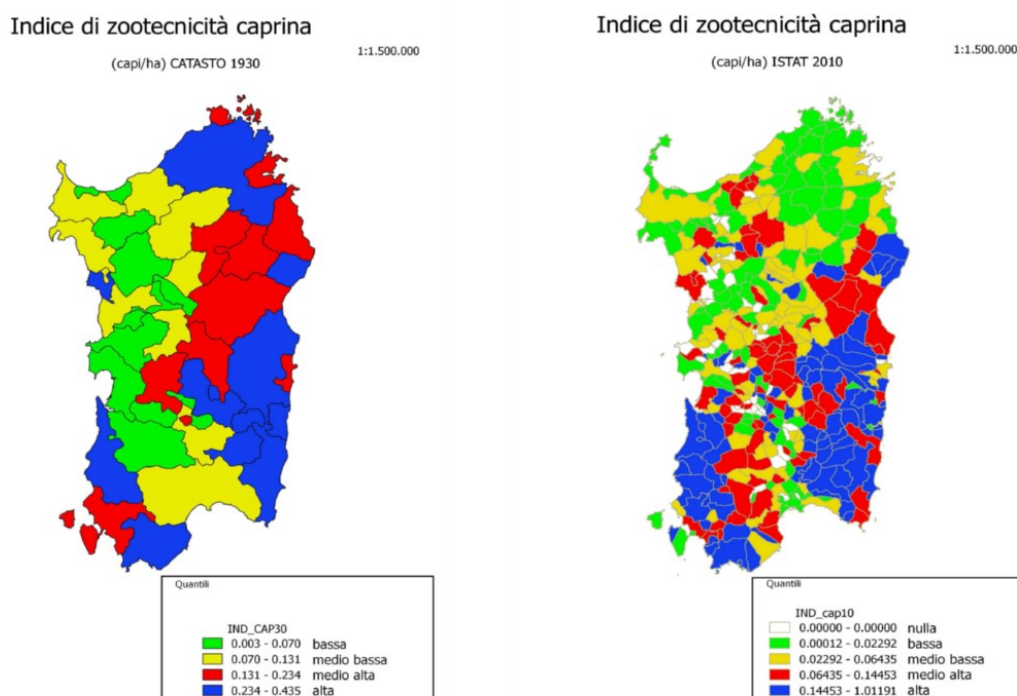 Indice di zootecnicità caprina
1:1.500.000
(capi/ha) CATASTO 1930
Quantili
IND_CAP30
0.003 - 0.070 bassa
0.070 - 0.131 medio bassa
0.131 - 0.234 medio alta
0.234 - 0.435 alta
Indice di zootecnicità caprina
1:1.500.000
(capi/ha) ISTAT 2010
Quantili
IND_cap10
0.00000 - 0.00000 nulla
0.00012 - 0.02292 bassa
0.02292 - 0.06435 medio bassa
0.06435 - 0.14453 medio alta
0.14453 - 1.01191 alta